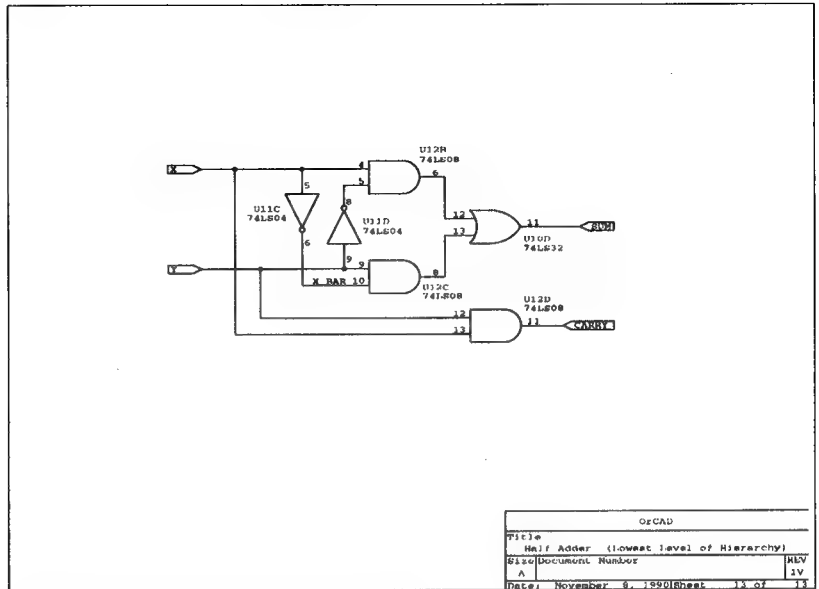 U12B
74LS08
X
4
6
5
5
U11C
74LS04
8
U11D
74LS04
12
11
SUM
6
13
U10D
74LS32
9
Y
9
8
X_BAR 10
U12C
74LS08
U12D
74LS08
12
11
CARRY
13
OrCAD
Title
Half Adder (Lowest Level of Hierarchy)
Size Document Number REV
A 1V
Date: November 8, 1990 Sheet 13 of 13